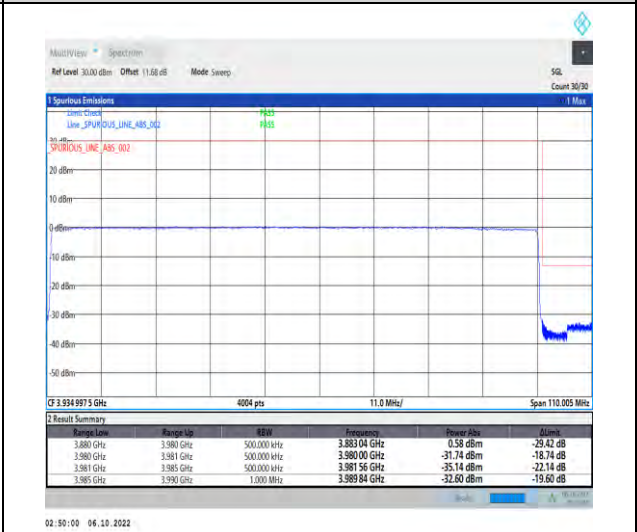 MultiView Spectrum
Ref Level 30.00 dBm Offset 11.68 dB Mode Sweep SGL
Count 30/30
1 Spurious Emissions 1 Max
Limit Check PASS
Line _SPURIOUS_LINE_ABS_002 PASS
30 dBm
_SPURIOUS_LINE_ABS_002
20 dBm
10 dBm
0 dBm
-10 dBm
-20 dBm
-30 dBm
-40 dBm
-50 dBm
CF 3.934 997 5 GHz 4004 pts 11.0 MHz/ Span 110.005 MHz
2 Result Summary
Range Low Range Up RBW Frequency Power Abs ΔLimit
3.880 GHz 3.980 GHz 500.000 kHz 3.883 04 GHz 0.58 dBm -29.42 dB
3.980 GHz 3.981 GHz 500.000 kHz 3.980 00 GHz -31.74 dBm -18.74 dB
3.981 GHz 3.985 GHz 500.000 kHz 3.981 56 GHz -35.14 dBm -22.14 dB
3.985 GHz 3.990 GHz 1.000 MHz 3.989 84 GHz -32.60 dBm -19.60 dB
02:50:00 06.10.2022